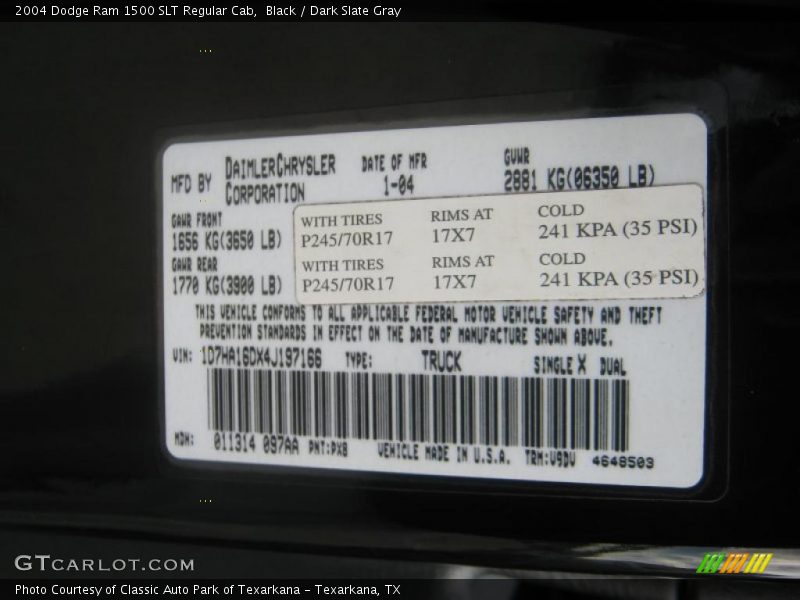 2004 Dodge Ram 1500 SLT Regular Cab,  Black / Dark Slate Gray
MFD BY DAIMLERCHRYSLER CORPORATION DATE OF MFR 1-04 GVWR 2881 KG(06350 LB)
GAWR FRONT
1656 KG(3650 LB)
WITH TIRES RIMS AT COLD
P245/70R17 17X7 241 KPA (35 PSI)
GAWR REAR
1770 KG(3900 LB)
WITH TIRES RIMS AT COLD
P245/70R17 17X7 241 KPA (35 PSI)
THIS VEHICLE CONFORMS TO ALL APPLICABLE FEDERAL MOTOR VEHICLE SAFETY AND THEFT
PREVENTION STANDARDS IN EFFECT ON THE DATE OF MANUFACTURE SHOWN ABOVE.
VIN: 1D7HA16DX4J197166 TYPE: TRUCK SINGLE X DUAL
MDH: 011314 097AA PNT:PX8 VEHICLE MADE IN U.S.A. TRM:V9DV 4648503
GTCARLOT.COM
Photo Courtesy of Classic Auto Park of Texarkana - Texarkana, TX